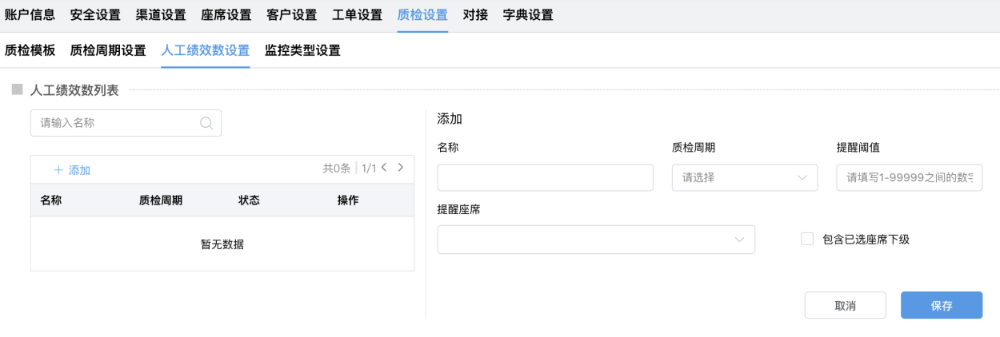 账户信息 安全设置 渠道设置 座席设置 客户设置 工单设置 质检设置 对接 字典设置
质检模板 质检周期设置 人工绩效数设置 监控类型设置
人工绩效数列表
请输入名称
+ 添加 共0条 1/1 < >
名称 质检周期 状态 操作
暂无数据
添加
名称 质检周期 提醒阈值
请选择 请填写1-99999之间的数字
提醒座席
包含已选座席下级
取消 保存